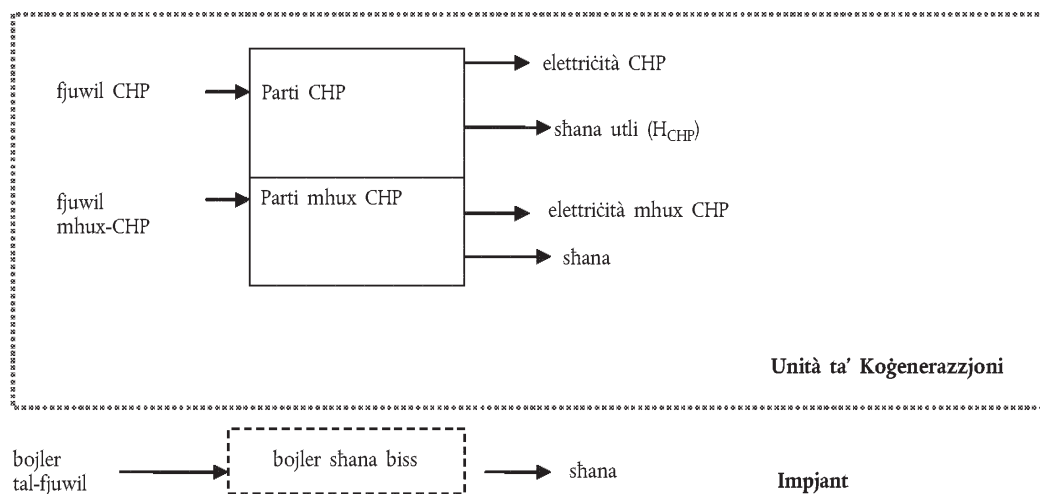 elettriċità CHP
fjuwil CHP
Parti CHP
sħana utli (H_CHP)
Parti mhux CHP
fjuwil
mhux-CHP
elettriċità mhux CHP
sħana
Unità ta’ Koġenerazzjoni
bojler
tal-fjuwil
bojler sħana biss
sħana
Impjant